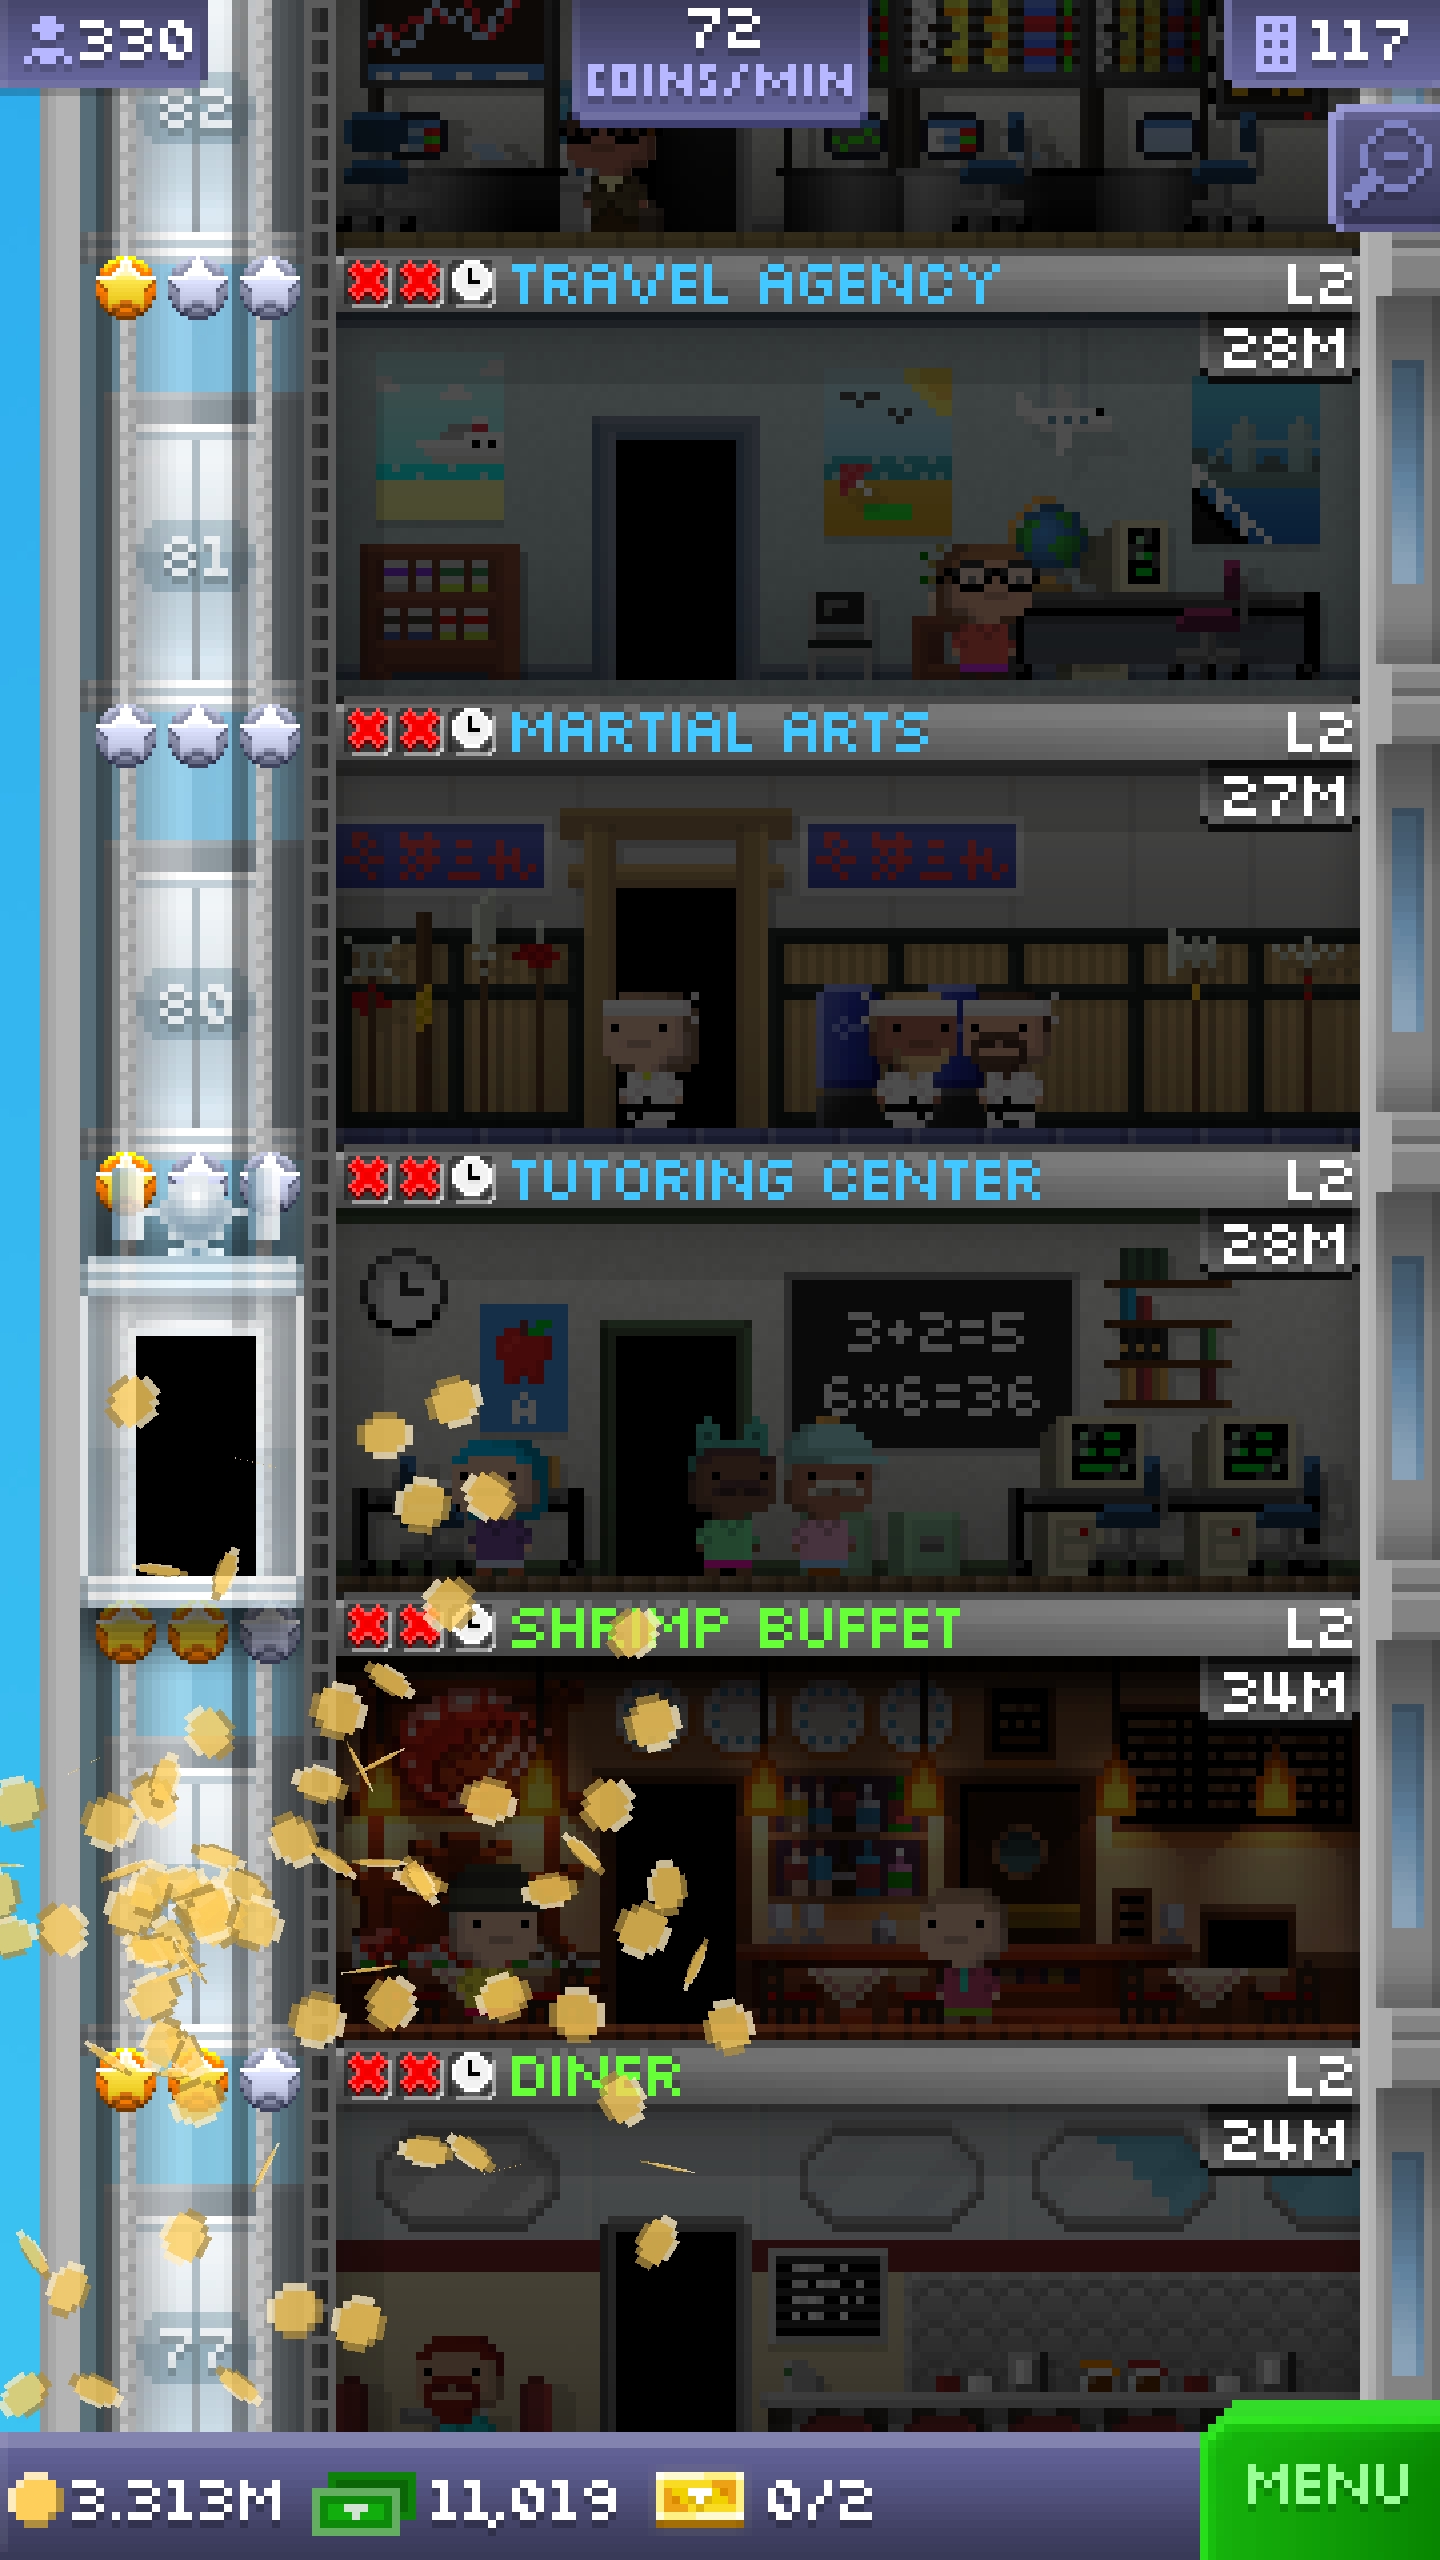 330
72
COINS/MIN
117
82
TRAVEL AGENCY L2
28M
81
MARTIAL ARTS L2
27M
80
TUTORING CENTER L2
28M
3+2=5
6×6=36
A
SHRIMP BUFFET L2
34M
DINER L2
24M
77
3.313M 11,019 0/2
MENU